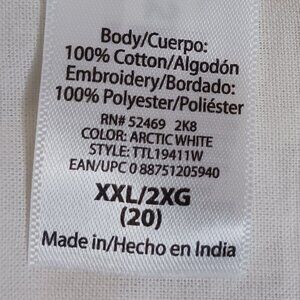 Body/Cuerpo:
100% Cotton/Algodón
Embroidery/Bordado:
100% Polyester/Poliéster
RN# 52469 2K8
COLOR: ARCTIC WHITE
STYLE: TTL19411W
EAN/UPC 0 88751205940
XXL/2XG
(20)
Made in/Hecho en India